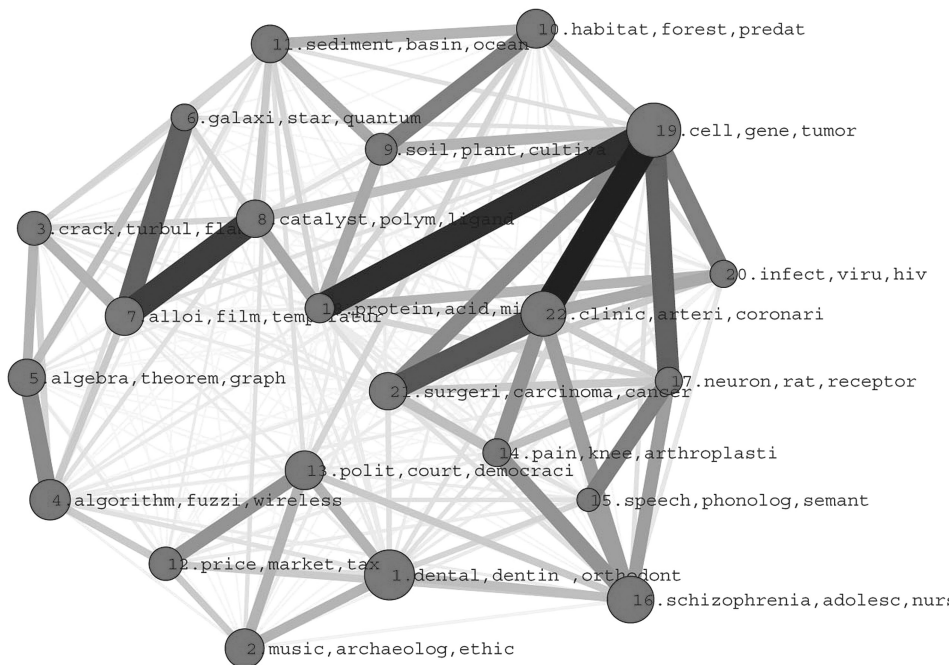 10.habitat,forest,predat
11.sediment,basin,ocean
6.galaxi,star,quantum
19.cell,gene,tumor
9.soil,plant,cultiva
8.catalyst,polym,ligand
3.crack,turbul,fla
20.infect,viru,hiv
protein,acid,mi
7.alloi,film,temperatur
22.clinic,arteri,coronari
5.algebra,theorem,graph
17.neuron,rat,receptor
21.surgeri,carcinoma,cancer
14.pain,knee,arthroplasti
13.polit,court,democraci
4.algorithm,fuzzi,wireless
15.speech,phonolog,semant
12.price,market,tax
1.dental,dentin ,orthodont
16.schizophrenia,adolesc,nurs
2.music,archaeolog,ethic